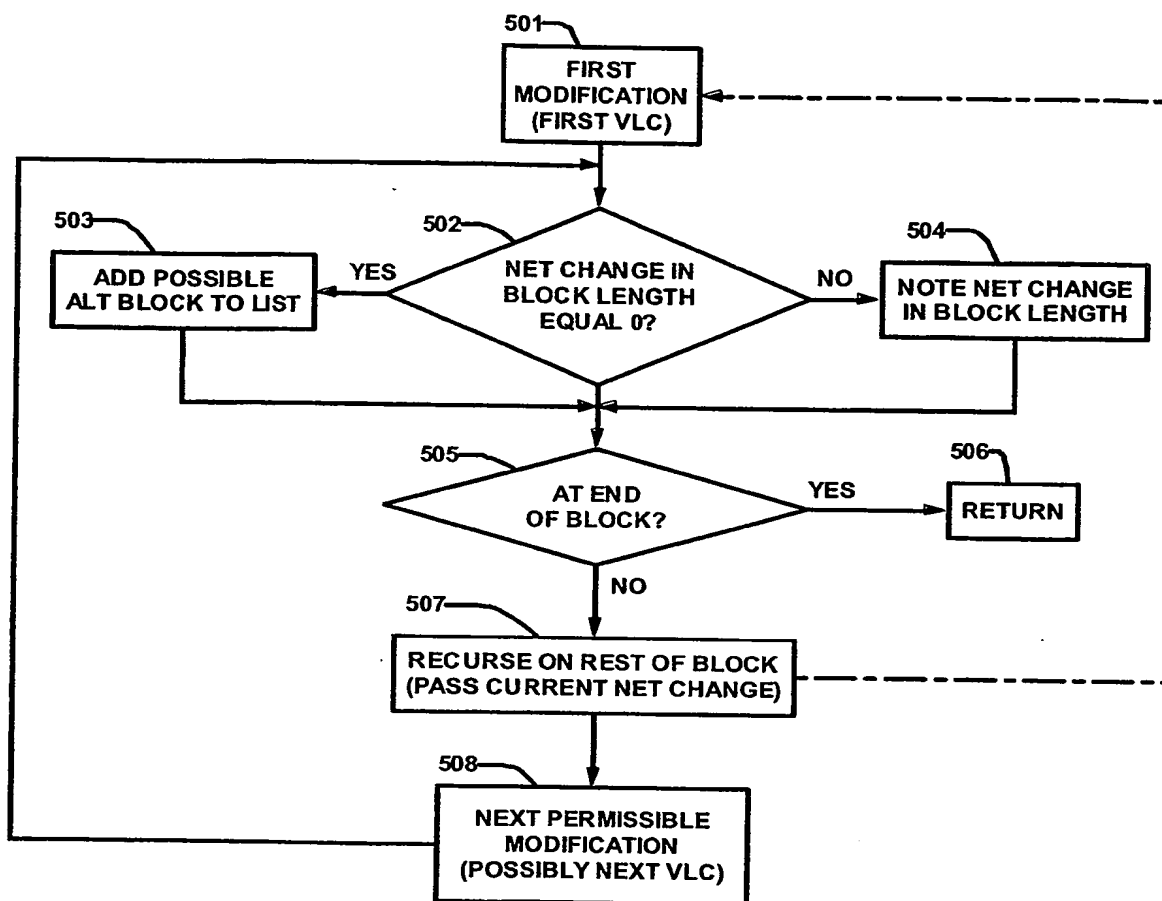 501
FIRST
MODIFICATION
(FIRST VLC)
503
502
504
ADD POSSIBLE
ALT BLOCK TO LIST
YES
NET CHANGE IN
BLOCK LENGTH
EQUAL 0?
NO
NOTE NET CHANGE
IN BLOCK LENGTH
505
AT END
OF BLOCK?
YES
506
RETURN
NO
507
RECURSE ON REST OF BLOCK
(PASS CURRENT NET CHANGE)
508
NEXT PERMISSIBLE
MODIFICATION
(POSSIBLY NEXT VLC)